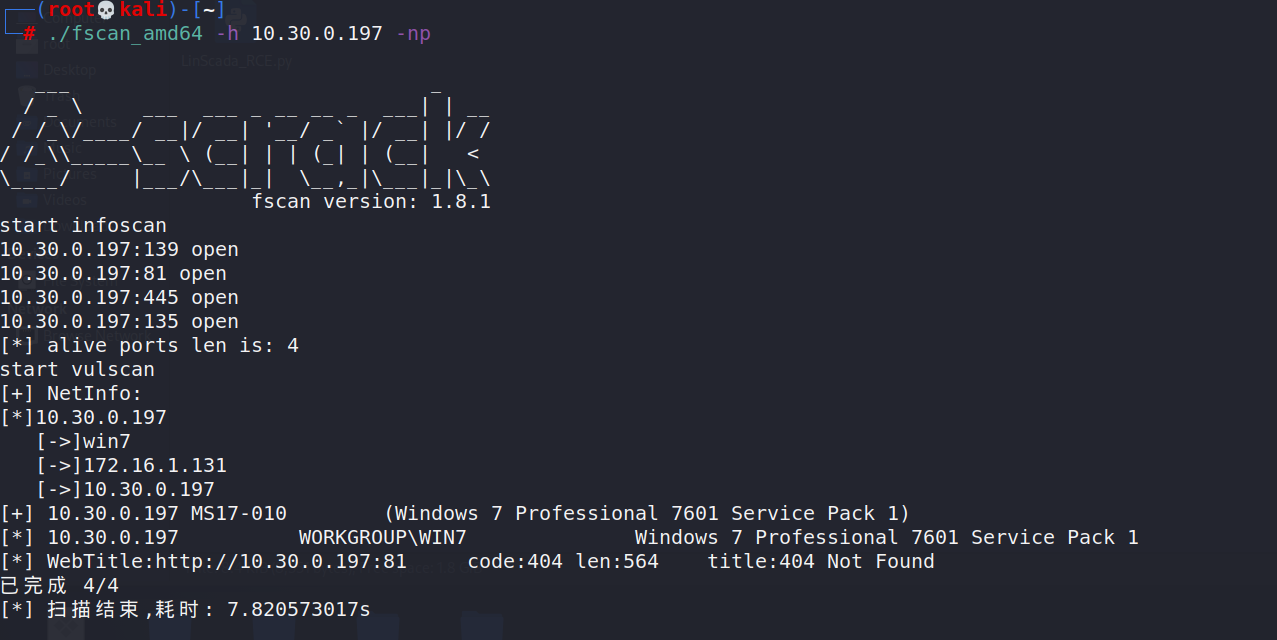 (root💀kali)-[~]
# ./fscan_amd64 -h 10.30.0.197 -np
LinScada_RCE.py
Desktop
   ___                              _
  / _ \     ___  ___ _ __ __ _  ___| | __
 / /_\/____/ __|/ __| '__/ _` |/ __| |/ /
/ /_\\_____\__ \ (__| | | (_| | (__|   <
\____/     |___/\___|_|  \__,_|\___|_|\_\
fscan version: 1.8.1
start infoscan
10.30.0.197:139 open
10.30.0.197:81 open
10.30.0.197:445 open
10.30.0.197:135 open
[*] alive ports len is: 4
start vulscan
[+] NetInfo:
[*]10.30.0.197
   [->]win7
   [->]172.16.1.131
   [->]10.30.0.197
[+] 10.30.0.197 MS17-010        (Windows 7 Professional 7601 Service Pack 1)
[*] 10.30.0.197          WORKGROUP\WIN7              Windows 7 Professional 7601 Service Pack 1
[*] WebTitle:http://10.30.0.197:81     code:404 len:564    title:404 Not Found
已完成 4/4
[*] 扫描结束,耗时: 7.820573017s